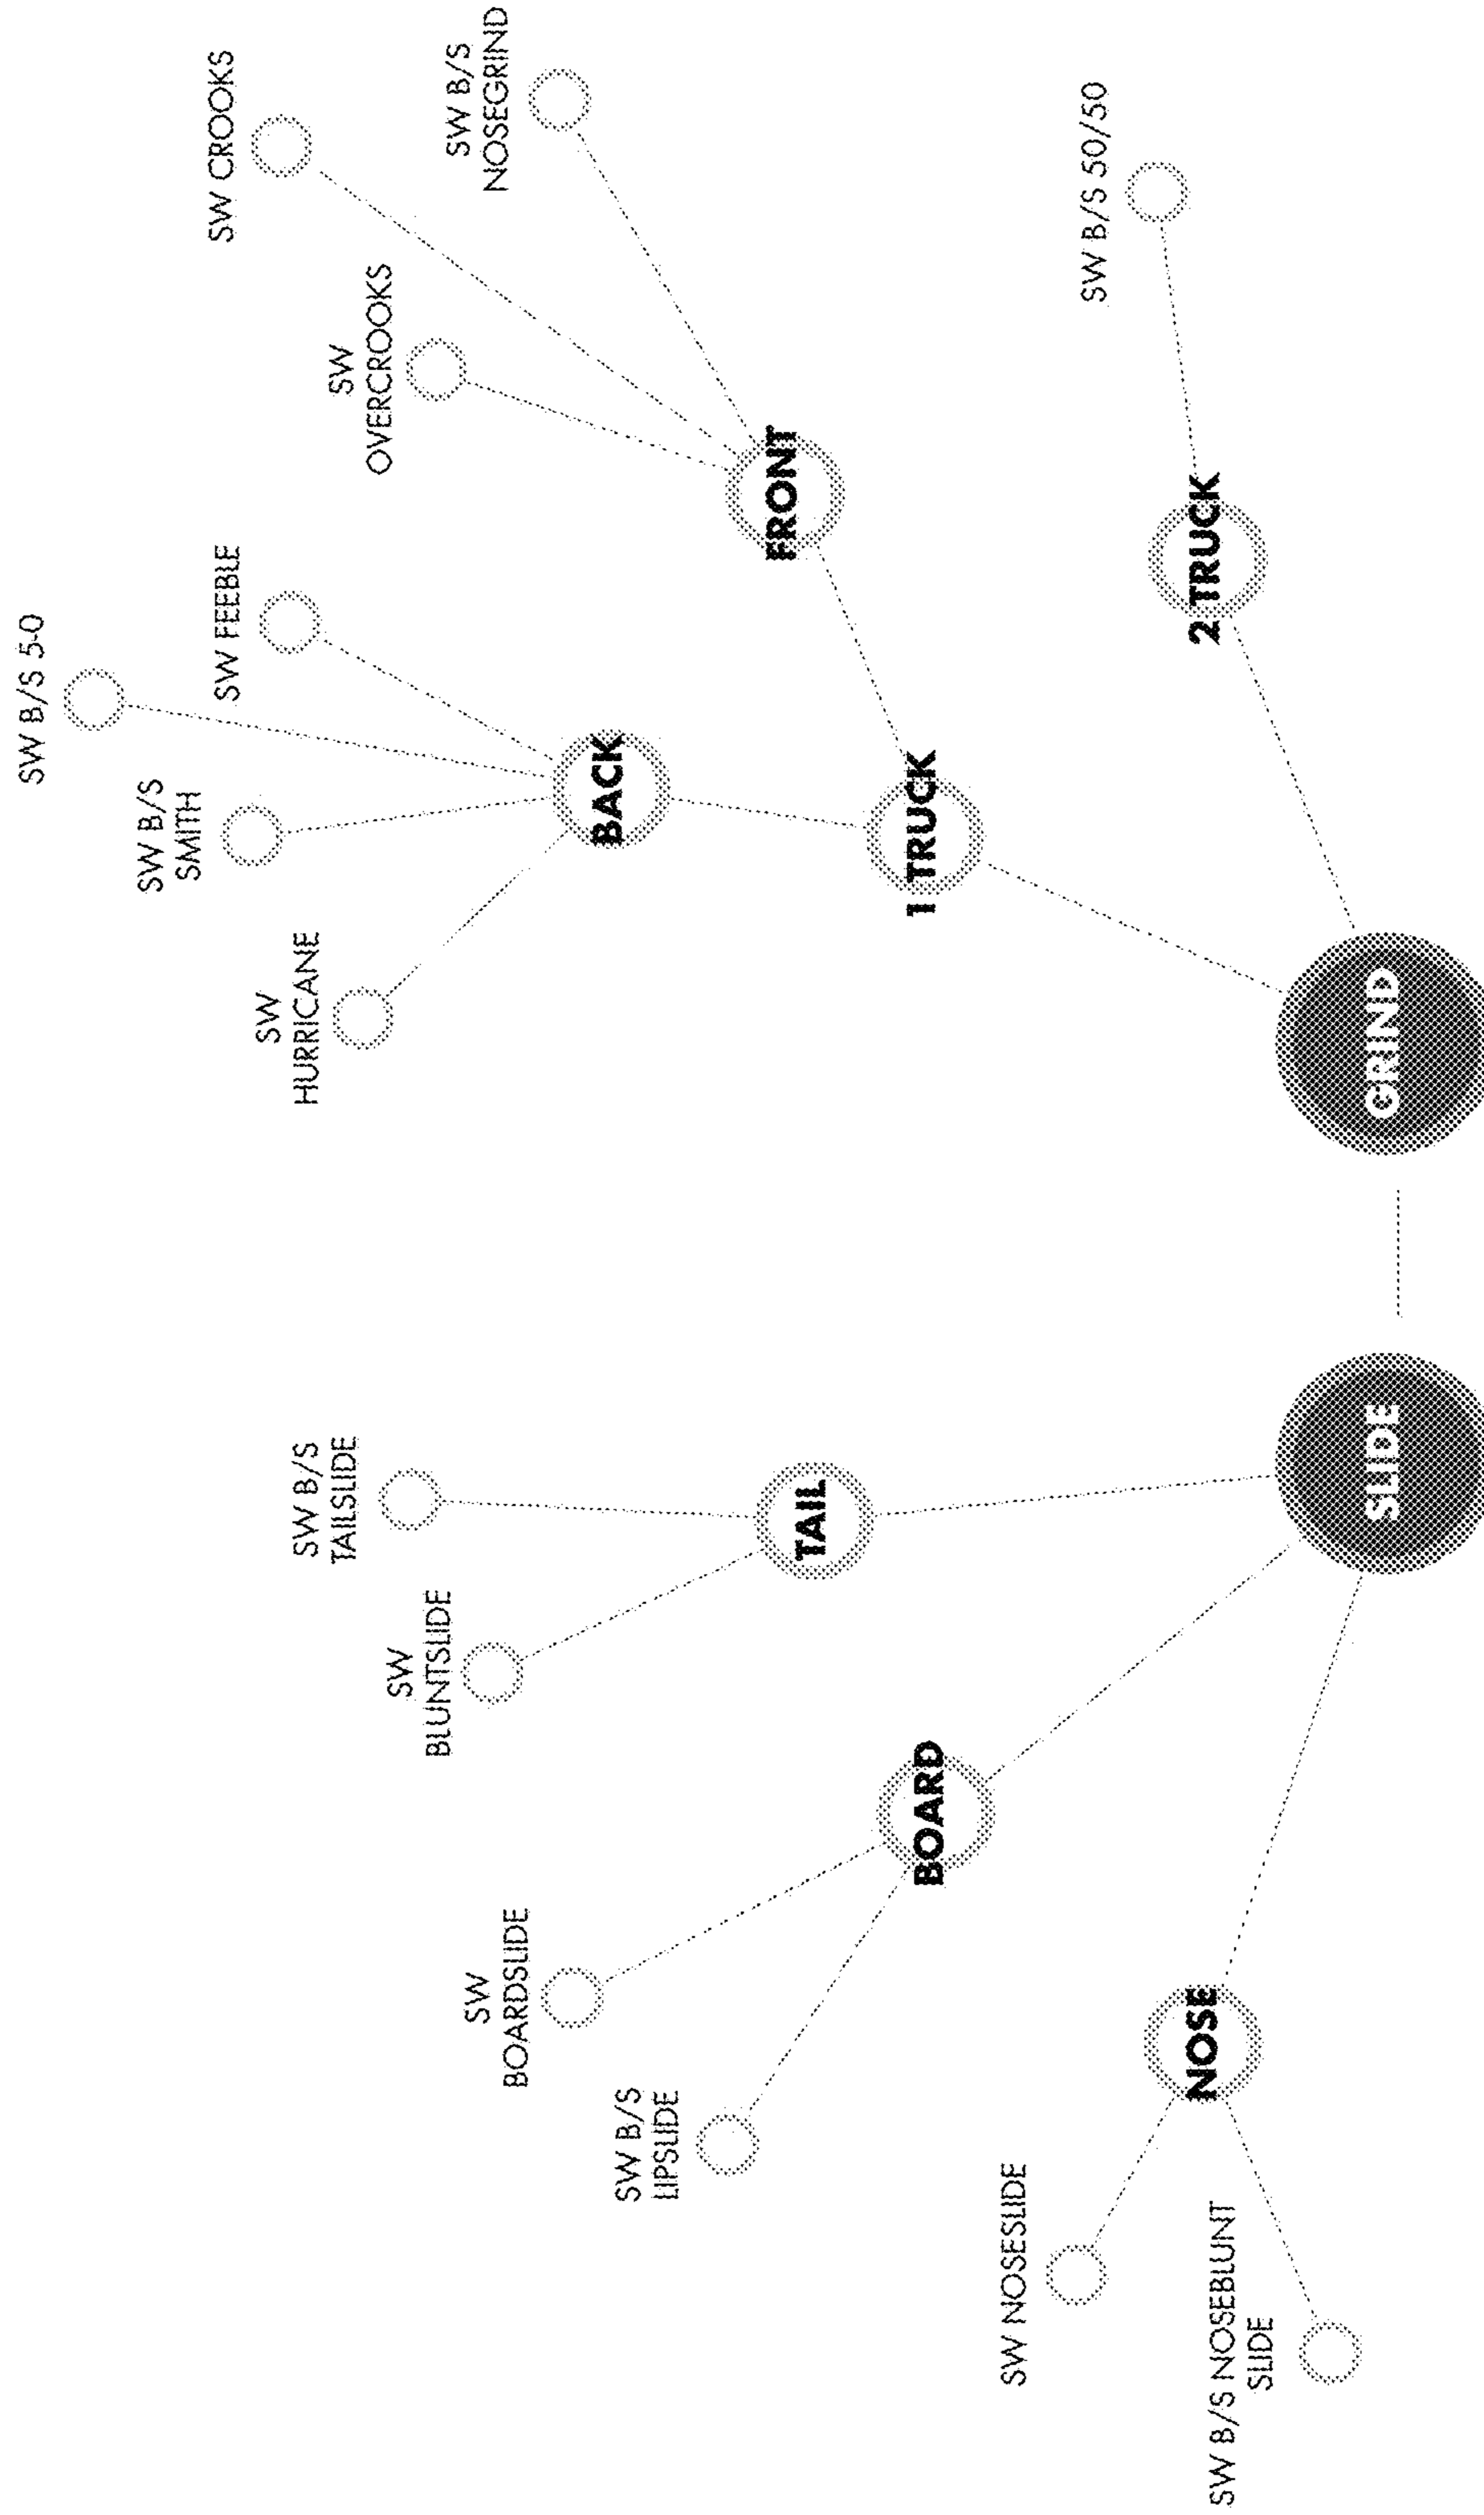 SW B/S NOSEBLUNT
SLIDE
SW NOSESLIDE
NOSE
SW B/S
LIPSLIDE
SW
BOARDSLIDE
BOARD
SW
BLUNTSLIDE
SW B/S
TAILSLIDE
TAIL
SLIDE
GRIND
SW
HURRICANE
SW B/S
SMITH
SW B/S 5-0
SW FEEBLE
BACK
1 TRUCK
SW
OVERCROOKS
SW CROOKS
SW B/S
NOSEGRIND
FRONT
2 TRUCK
SW B/S 50/50